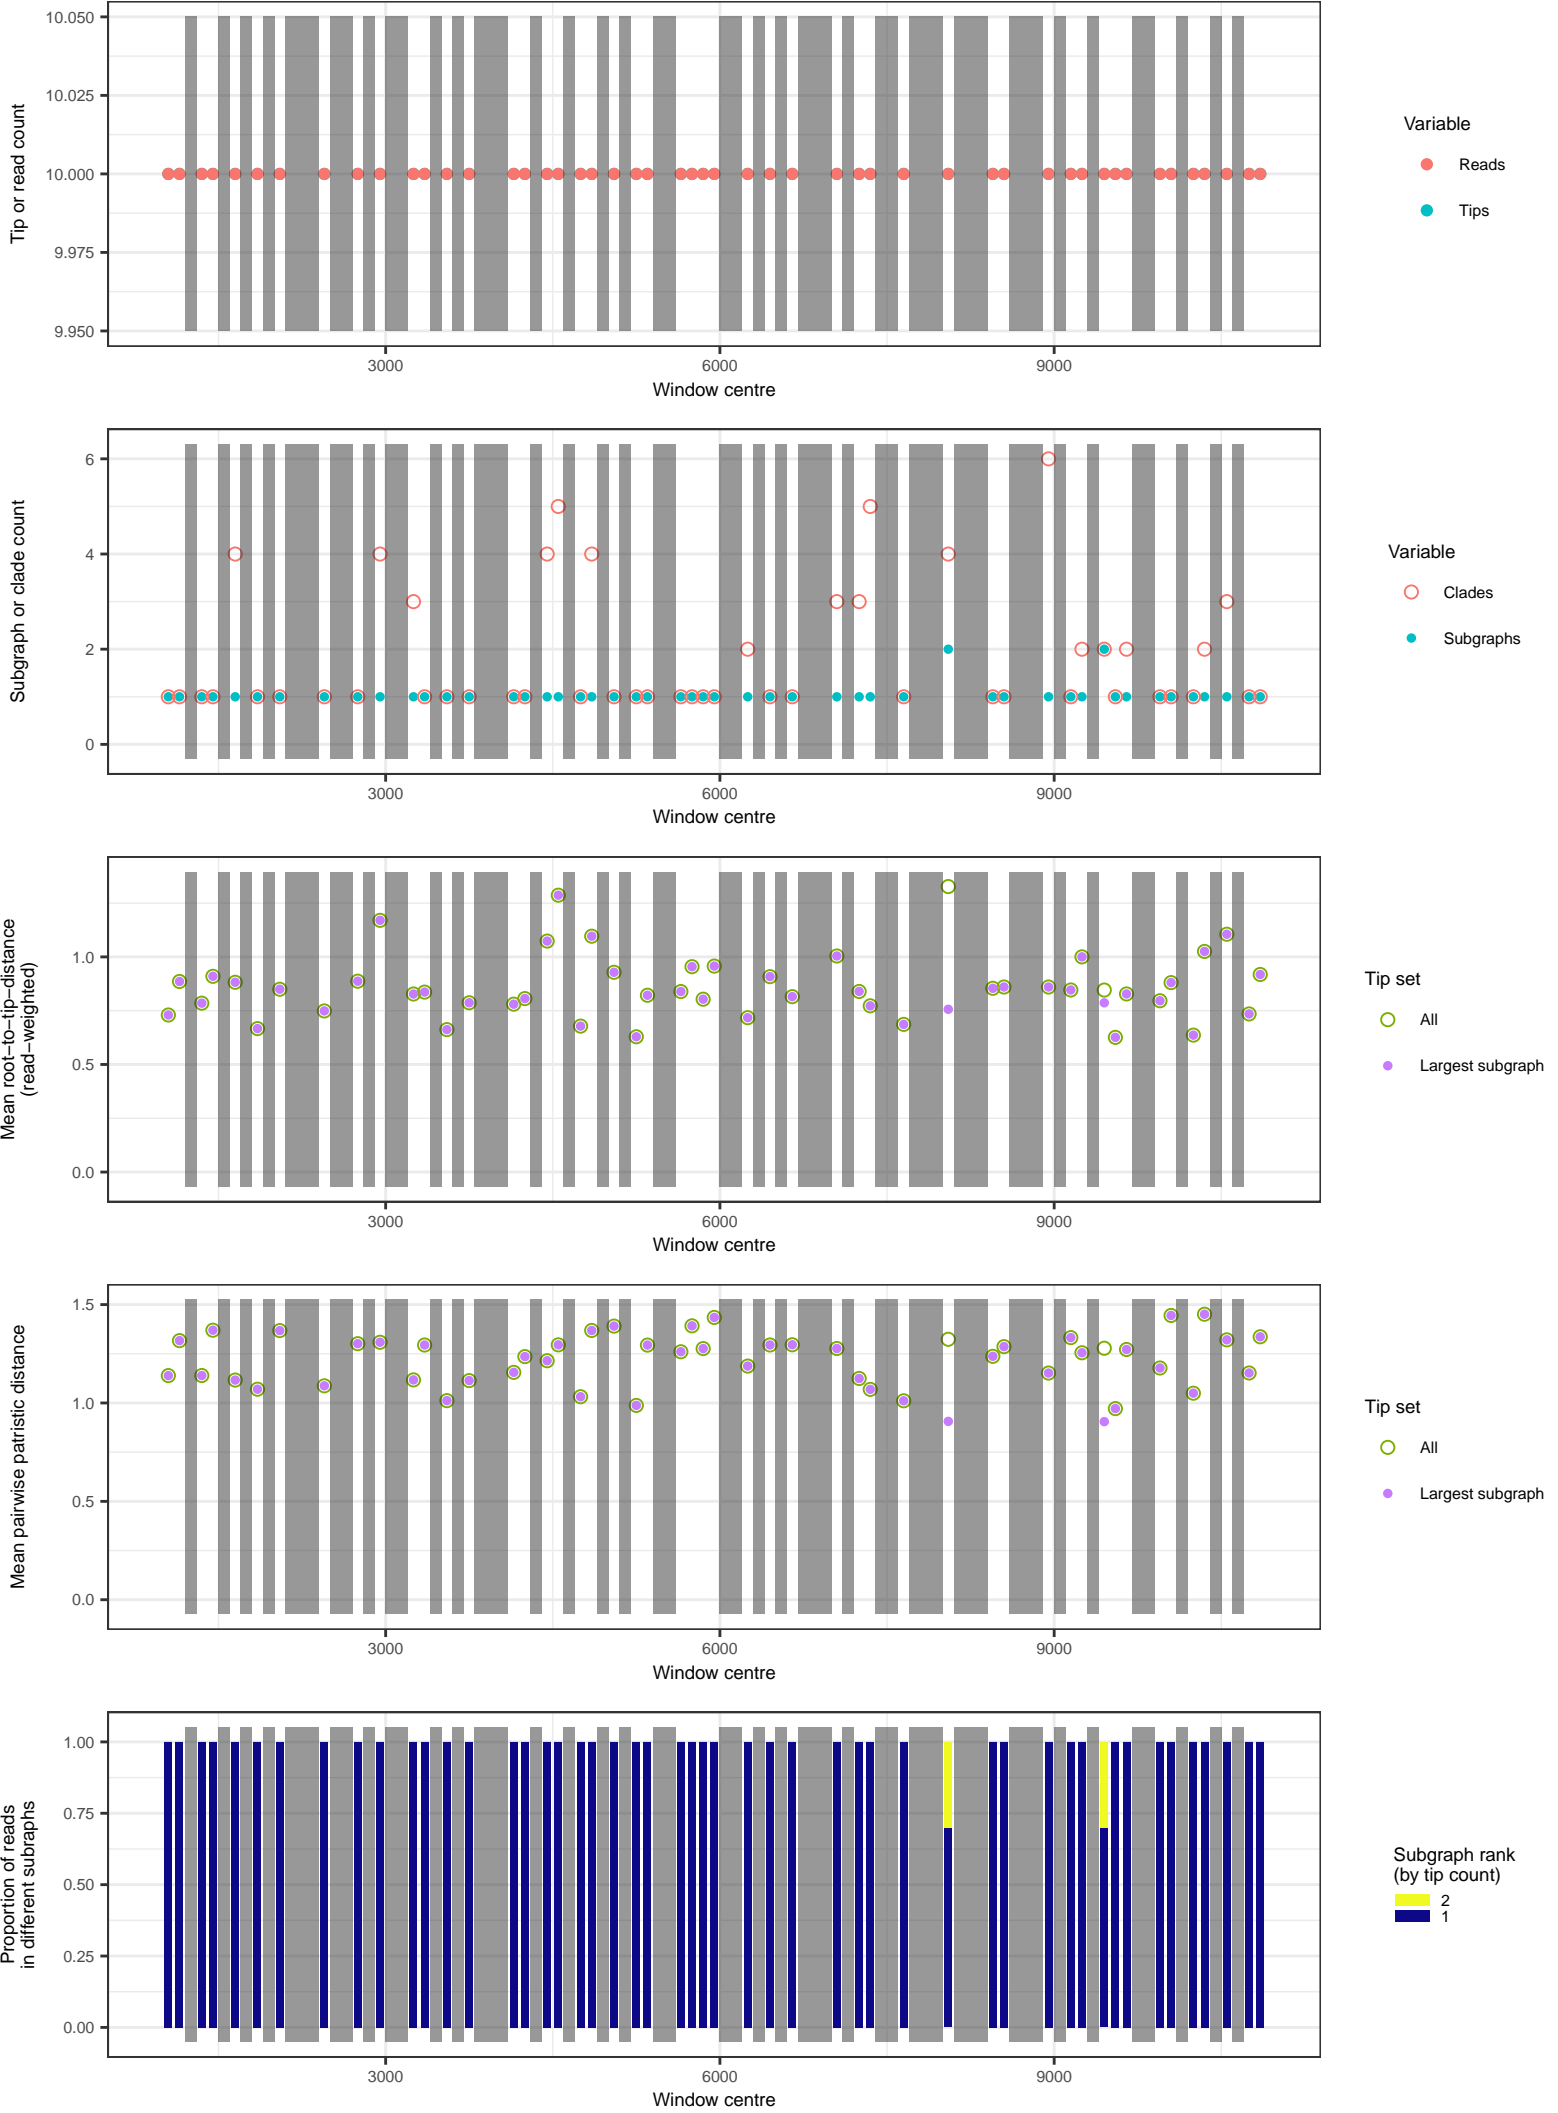 10.050
10.025
10.000
9.975
9.950
Tip or read count
3000
6000
9000
Window centre
Variable
Reads
Tips
6
4
2
0
Subgraph or clade count
3000
6000
9000
Window centre
Variable
Clades
Subgraphs
1.0
0.5
0.0
Mean root−to−tip−distance
(read−weighted)
3000
6000
9000
Window centre
Tip set
All
Largest subgraph
1.5
1.0
0.5
0.0
Mean pairwise patristic distance
3000
6000
9000
Window centre
Tip set
All
Largest subgraph
1.00
0.75
0.50
0.25
0.00
Proportion of reads
in different subraphs
3000
6000
9000
Window centre
Subgraph rank
(by tip count)
2
1